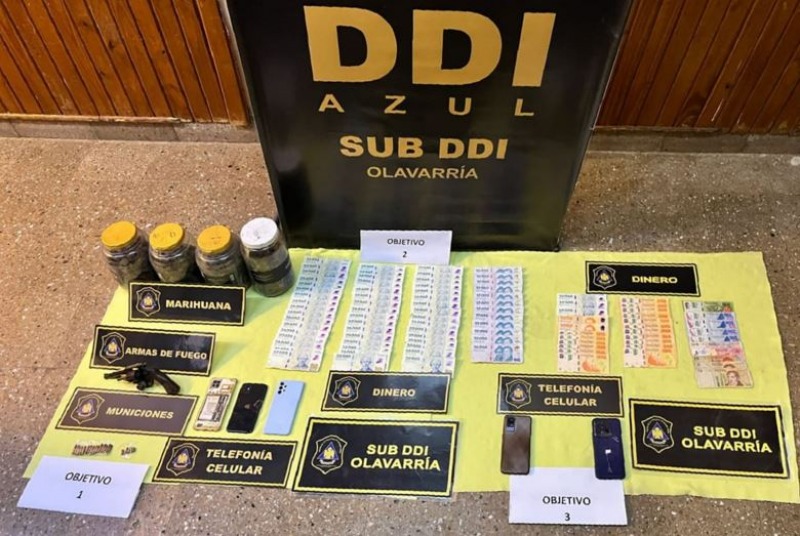 DDI
AZUL
SUB DDI
OLAVARRÍA
OBJETIVO
2
DINERO
MARIHUANA
ARMAS DE FUEGO
MUNICIONES
TELEFONÍA
CELULAR
OBJETIVO
1
DINERO
SUB DDI
OLAVARRÍA
TELEFONÍA
CELULAR
SUB DDI
OLAVARRÍA
OBJETIVO
3